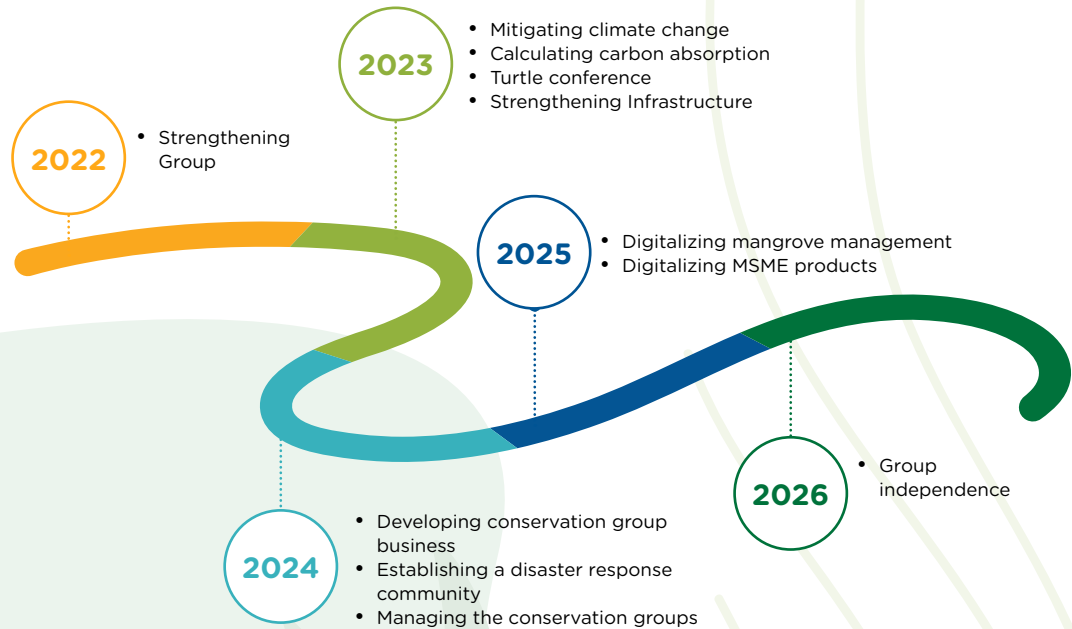 2022
• Strengthening
Group
2023
• Mitigating climate change
• Calculating carbon absorption
• Turtle conference
• Strengthening Infrastructure
2024
• Developing conservation group
business
• Establishing a disaster response
community
• Managing the conservation groups
2025
• Digitalizing mangrove management
• Digitalizing MSME products
2026
• Group
independence